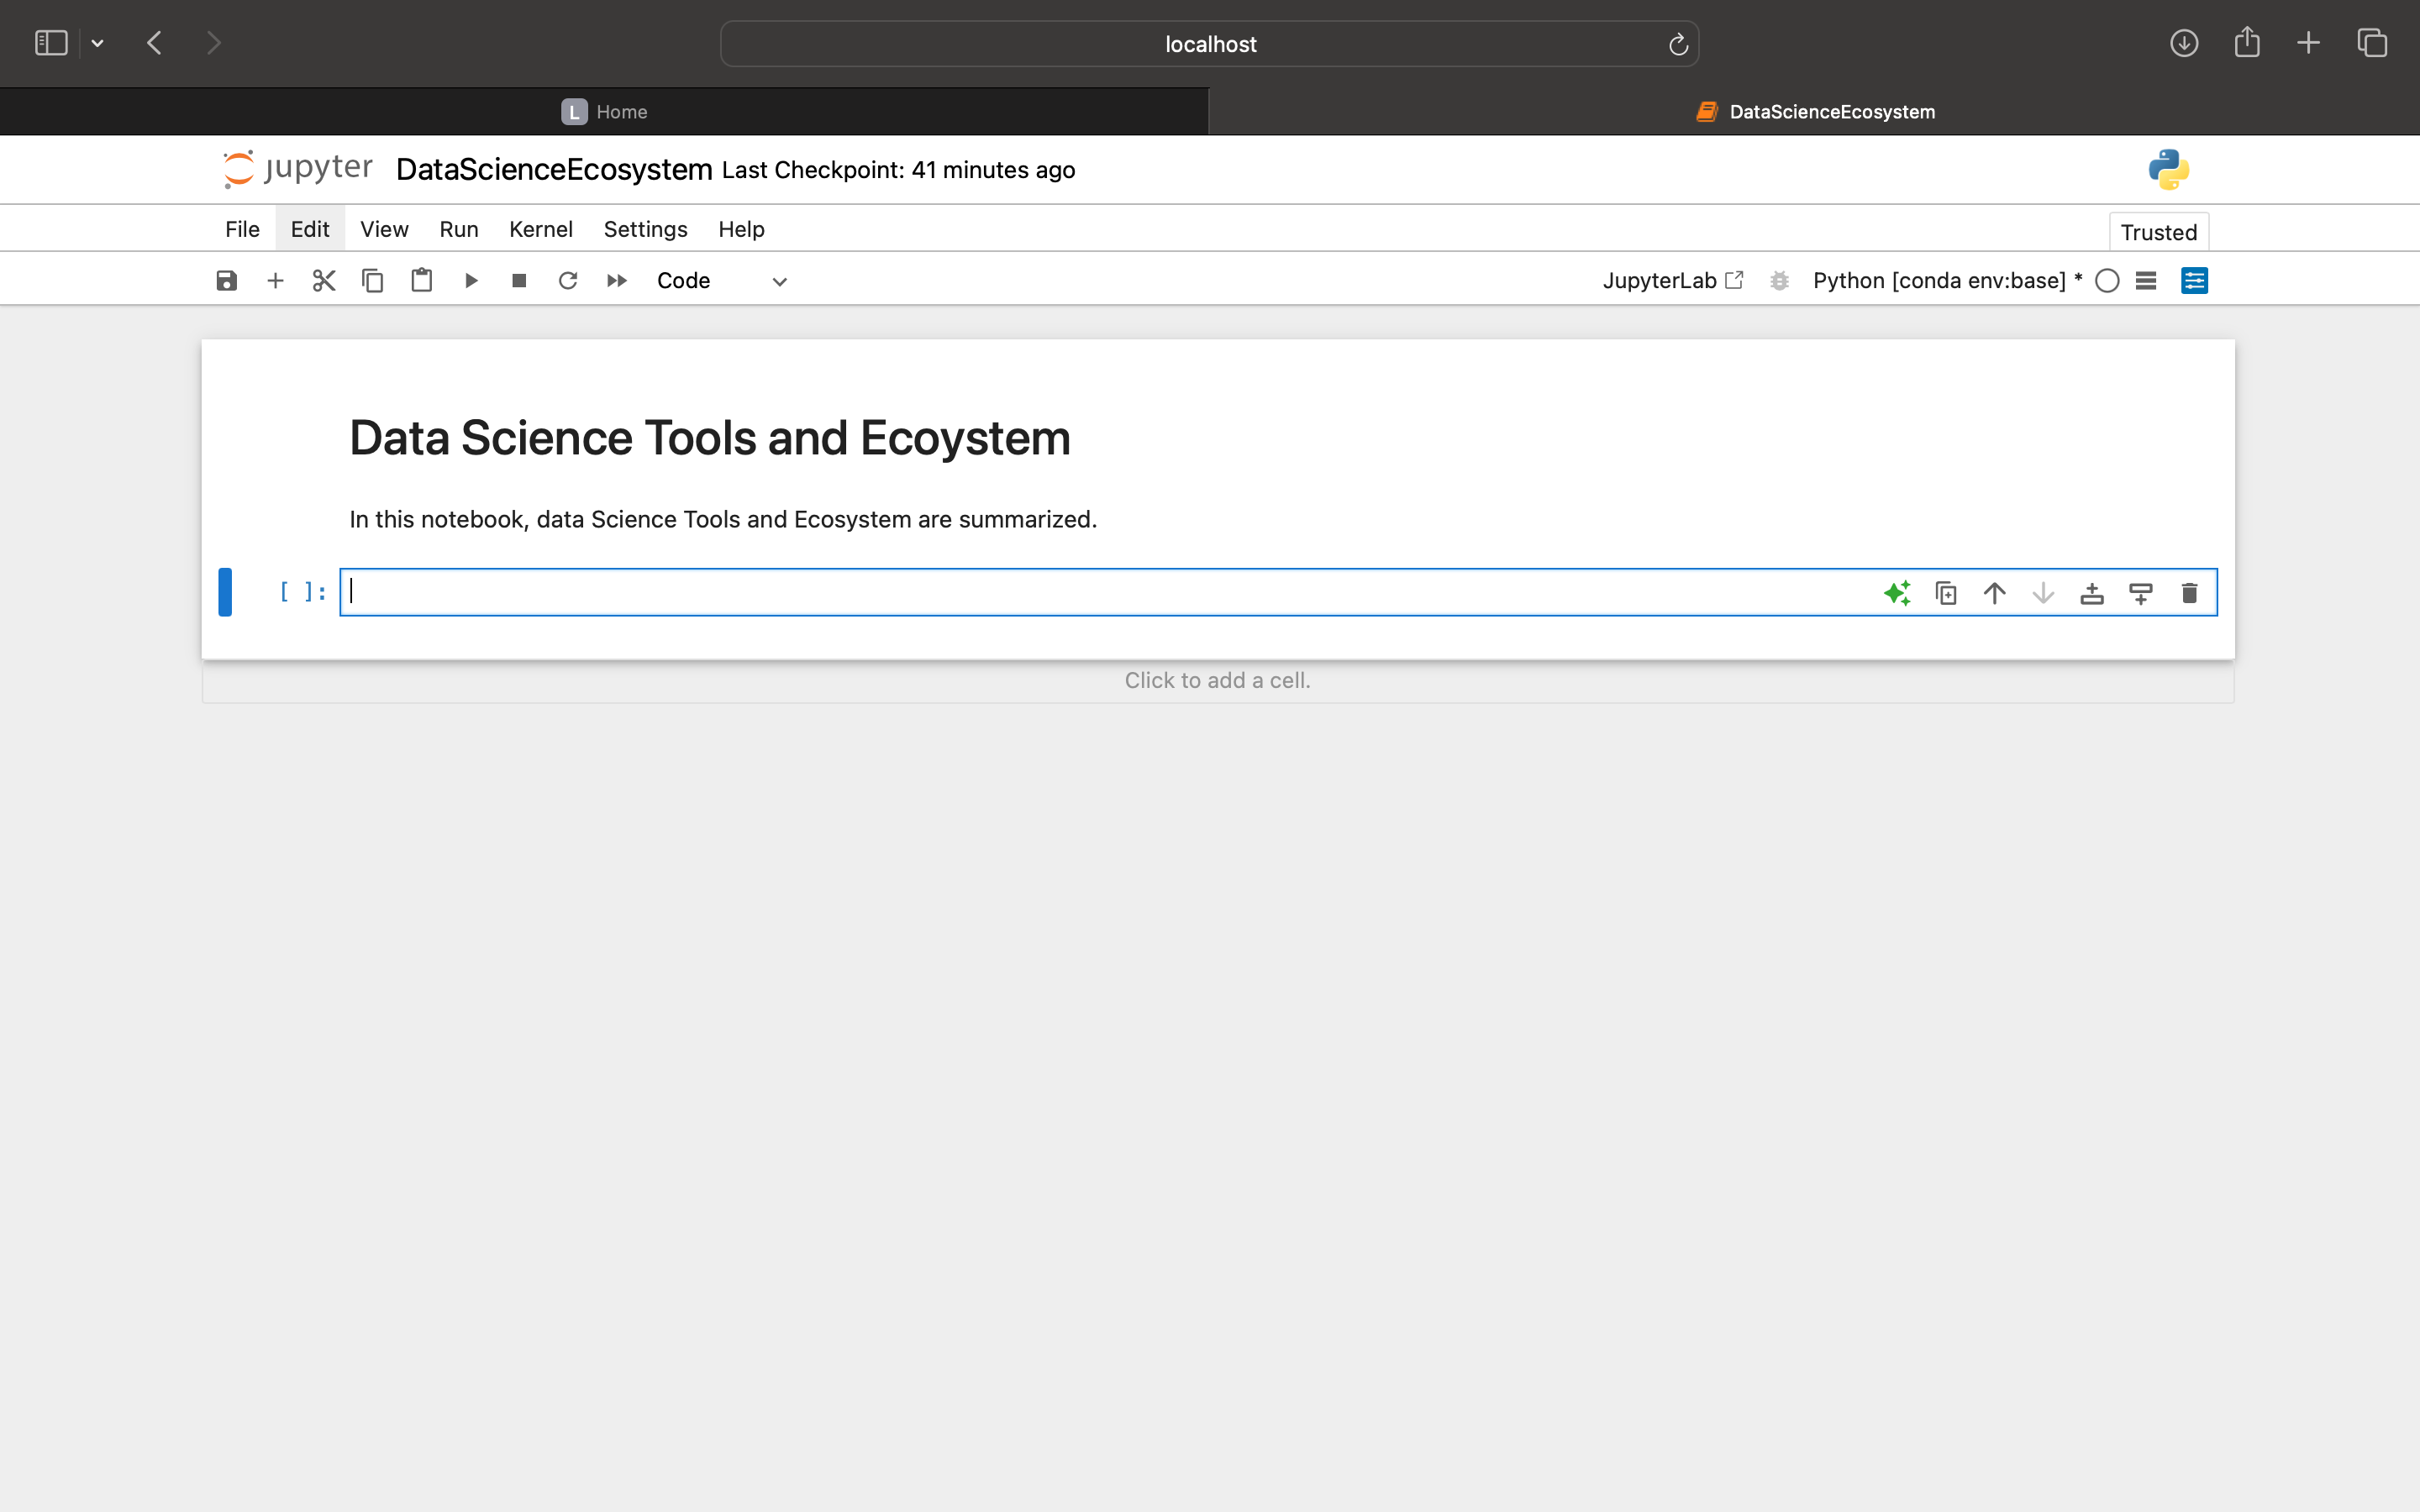 localhost
L Home
DataScienceEcosystem
jupyter DataScienceEcosystem Last Checkpoint: 41 minutes ago
File Edit View Run Kernel Settings Help
Trusted
Code
JupyterLab Python [conda env:base] *
Data Science Tools and Ecoystem
In this notebook, data Science Tools and Ecosystem are summarized.
[ ]:
Click to add a cell.